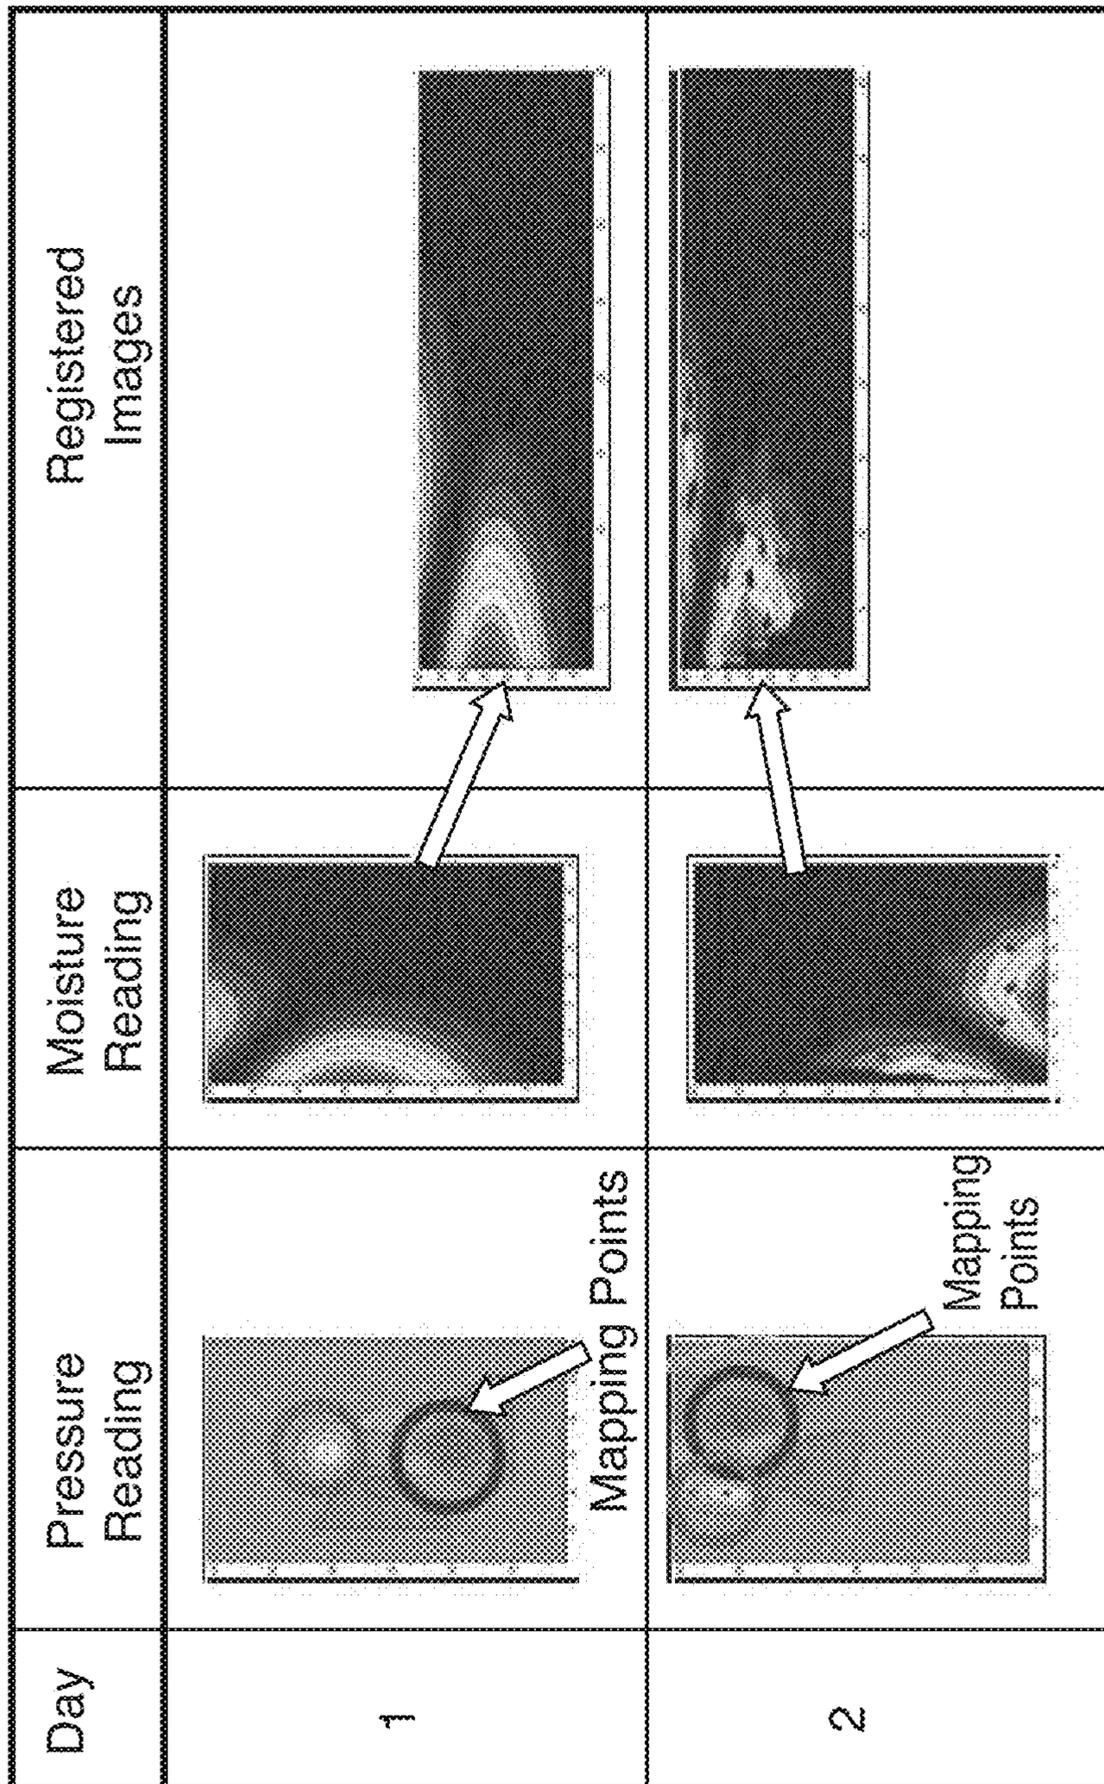 Day
Pressure
Reading
Moisture
Reading
Registered
Images
1
Mapping Points
2
Mapping
Points